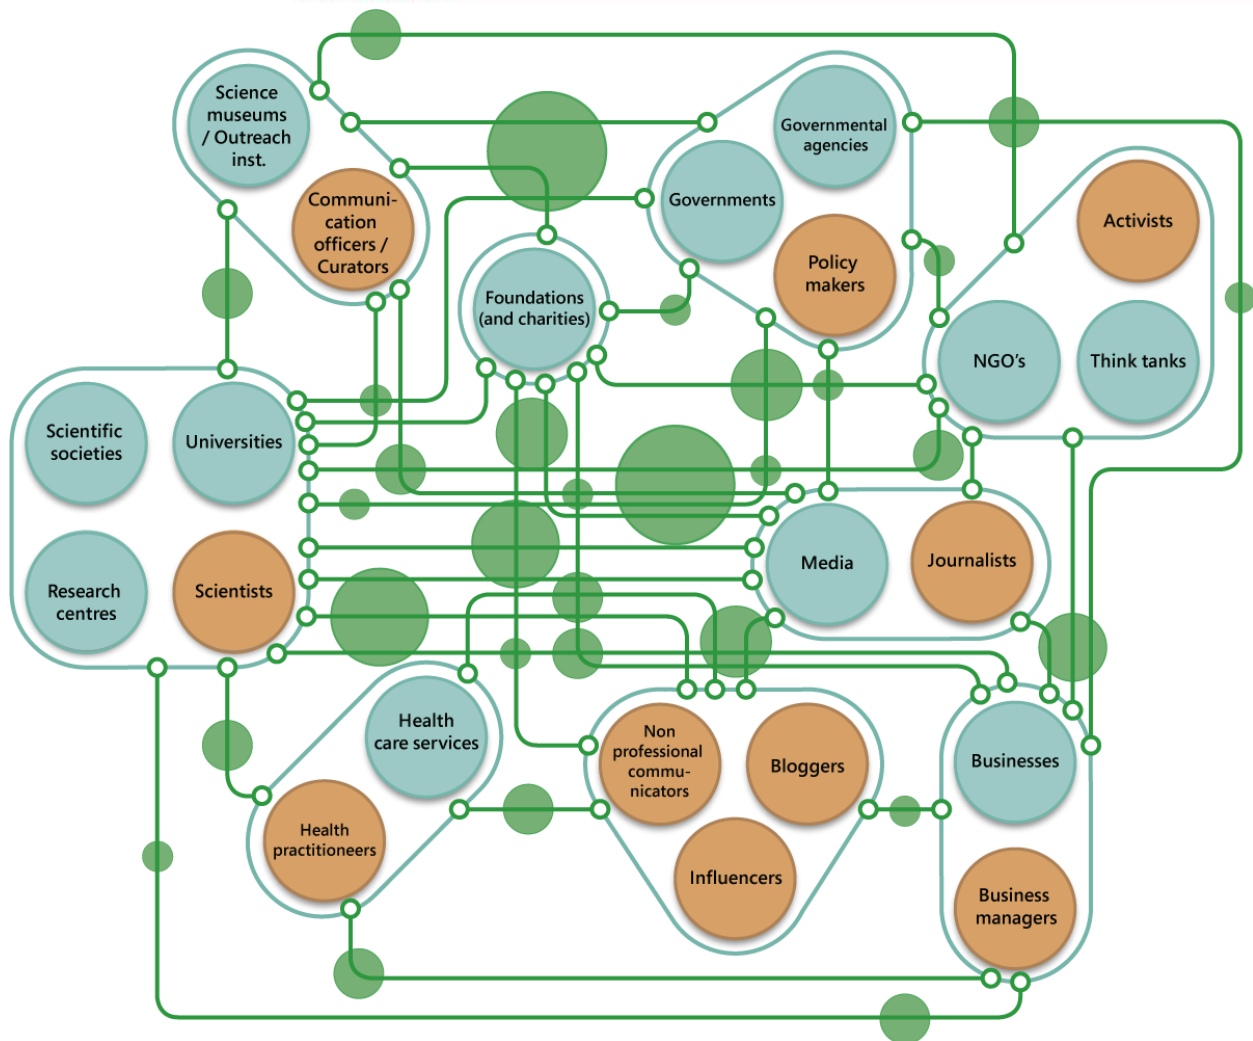 Science
museums
/ Outreach
inst.
Communi-
cation
officers /
Curators
Governmental
agencies
Governments
Policy
makers
Activists
NGO's
Think tanks
Foundations
(and charities)
Scientific
societies
Universities
Research
centres
Scientists
Media
Journalists
Health
care services
Health
practitioneers
Non
professional
commu-
nicators
Bloggers
Influencers
Businesses
Business
managers